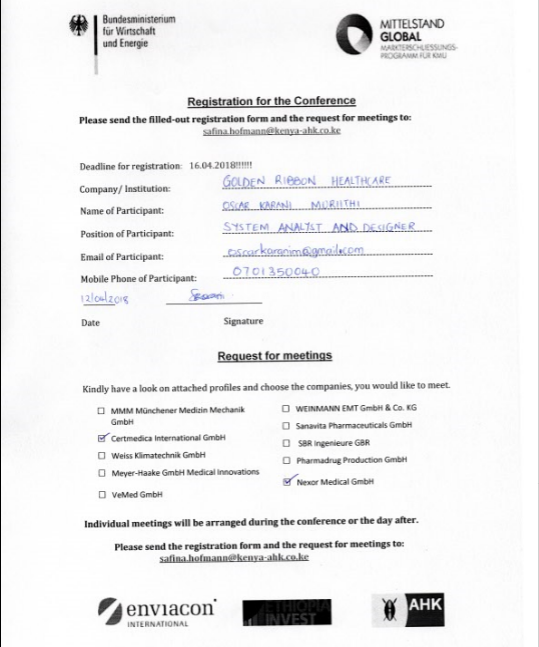 Bundesministerium
für Wirtschaft
und Energie
MITTELSTAND
GLOBAL
MARKTERSCHLIESSUNGS-
PROGRAMM FÜR KMU
Registration for the Conference
Please send the filled-out registration form and the request for meetings to:
safina.hofmann@kenya-ahk.co.ke
Deadline for registration: 16.04.2018!!!!!!
Company/ Institution: GOLDEN RIBBON HEALTHCARE
Name of Participant: OSCAR KARANI MURIITHI
Position of Participant: SYSTEM ANALYST AND DESIGNER
Email of Participant: oscarkaranim@gmail.com
Mobile Phone of Participant: 0701350040
12/04/2018
Date Signature
Request for meetings
Kindly have a look on attached profiles and choose the companies, you would like to meet.
MMM Münchener Medizin Mechanik
GmbH
Certmedica International GmbH
Weiss Klimatechnik GmbH
Meyer-Haake GmbH Medical Innovations
VeMed GmbH
WEINMANN EMT GmbH & Co. KG
Sanavita Pharmaceuticals GmbH
SBR Ingenieure GBR
Pharmadrug Production GmbH
Nexor Medical GmbH
Individual meetings will be arranged during the conference or the day after.
Please send the registration form and the request for meetings to:
safina.hofmann@kenya-ahk.co.ke
enviacon
INTERNATIONAL
ETHIOPIA
INVEST
AHK